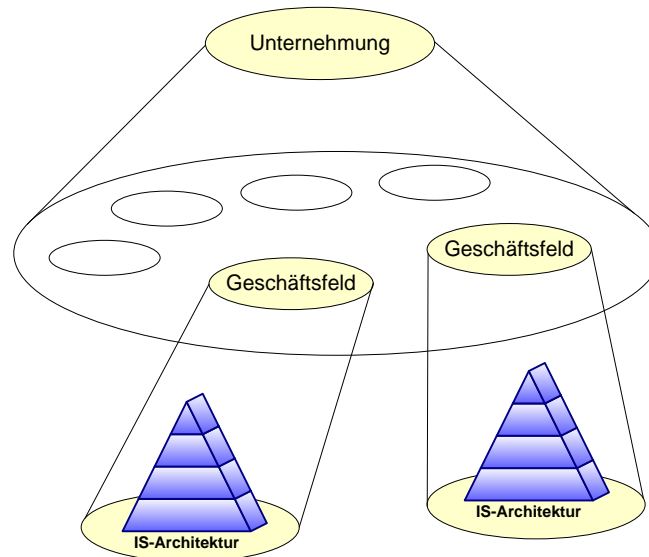 Unternehmung
Geschäftsfeld
Geschäftsfeld
IS-Architektur
IS-Architektur